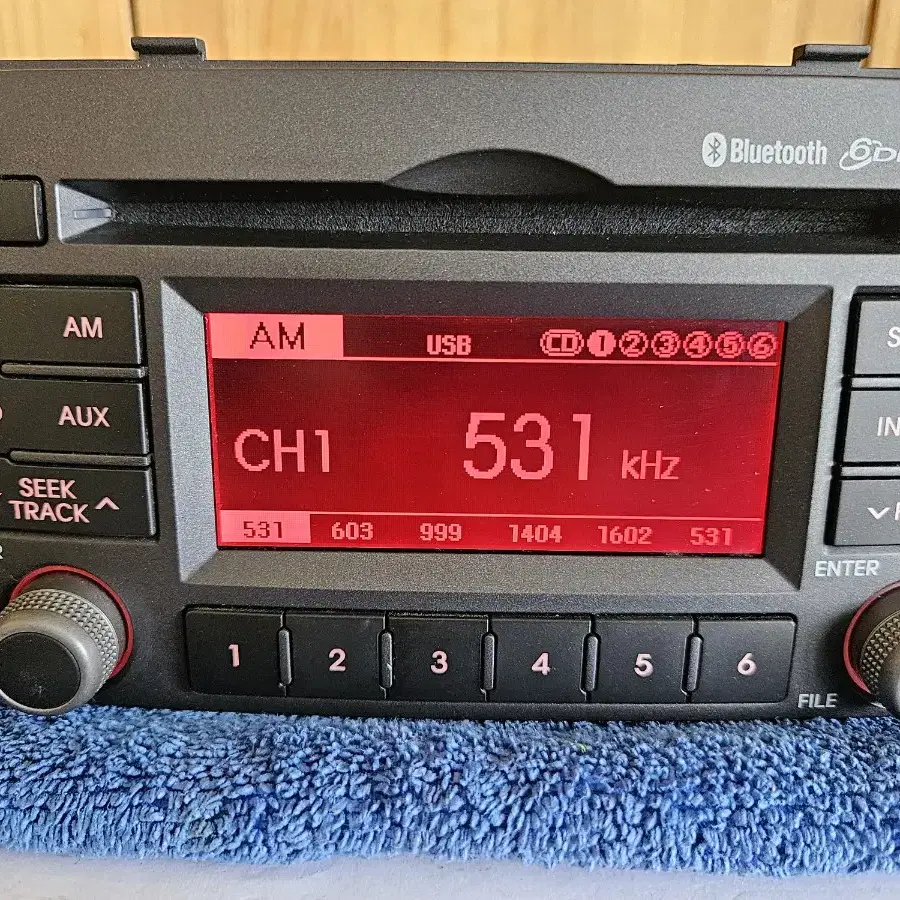 Bluetooth
AM
AUX
SEEK
TRACK
AM USB CD 1 2 3 4 5 6
CH1 531 kHz
531 603 999 1404 1602 531
ENTER
1 2 3 4 5 6
FILE